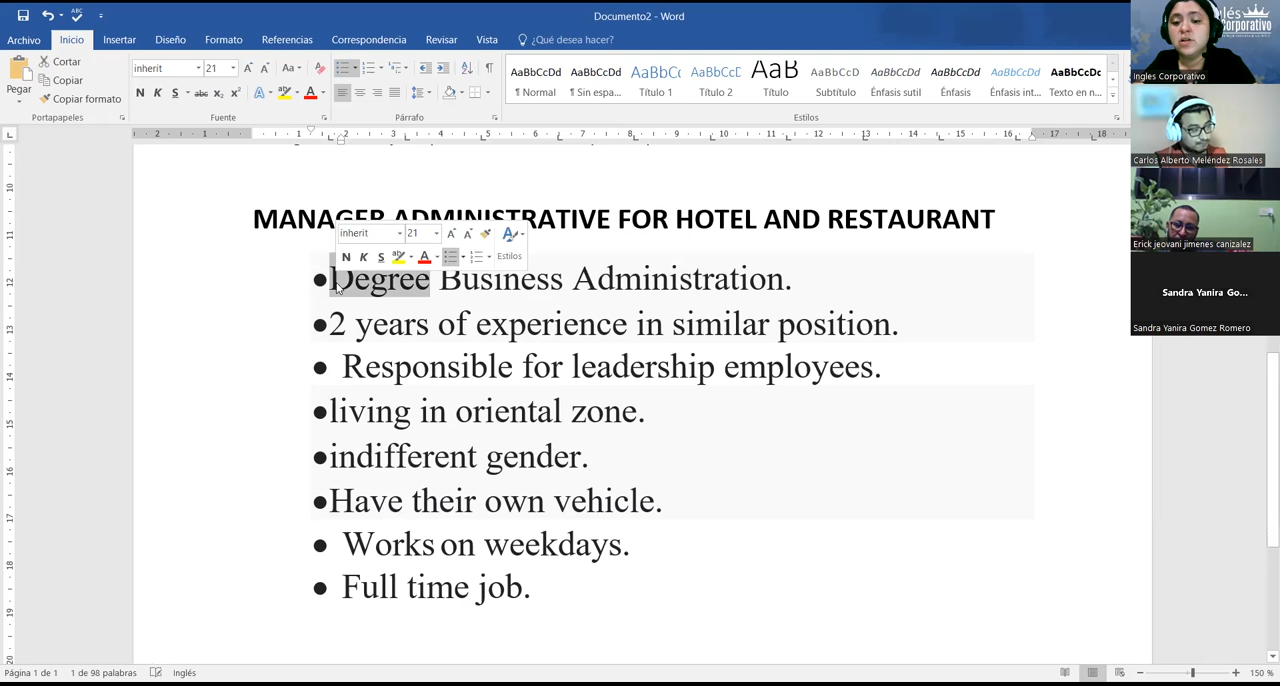 Documento2 - Word
Archivo Inicio Insertar Diseño Formato Referencias Correspondencia Revisar Vista ¿Qué desea hacer?
Pegar
Cortar
Copiar
Copiar formato
Portapapeles
inherit 21
N K S abc x₂ x²
Fuente
Párrafo
AaBbCcDd AaBbCcDd AaBbCc AaBbCcD AaB AaBbCcD AaBbCcDd AaBbCcDd AaBbCcDd AaBbCcDc
¶ Normal ¶ Sin espa... Título 1 Título 2 Título Subtítulo Énfasis sutil Énfasis Énfasis int... Texto en n...
Estilos
MANAGER ADMINISTRATIVE FOR HOTEL AND RESTAURANT
inherit 21
N K S Estilos
•Degree Business Administration.
•2 years of experience in similar position.
• Responsible for leadership employees.
•living in oriental zone.
•indifferent gender.
•Have their own vehicle.
• Works on weekdays.
• Full time job.
Página 1 de 1 1 de 98 palabras Inglés 150 %
Ingles Corporativo
Carlos Alberto Meléndez Rosales
Erick jeovani jimenes canizalez
Sandra Yanira Go...
Sandra Yanira Gomez Romero